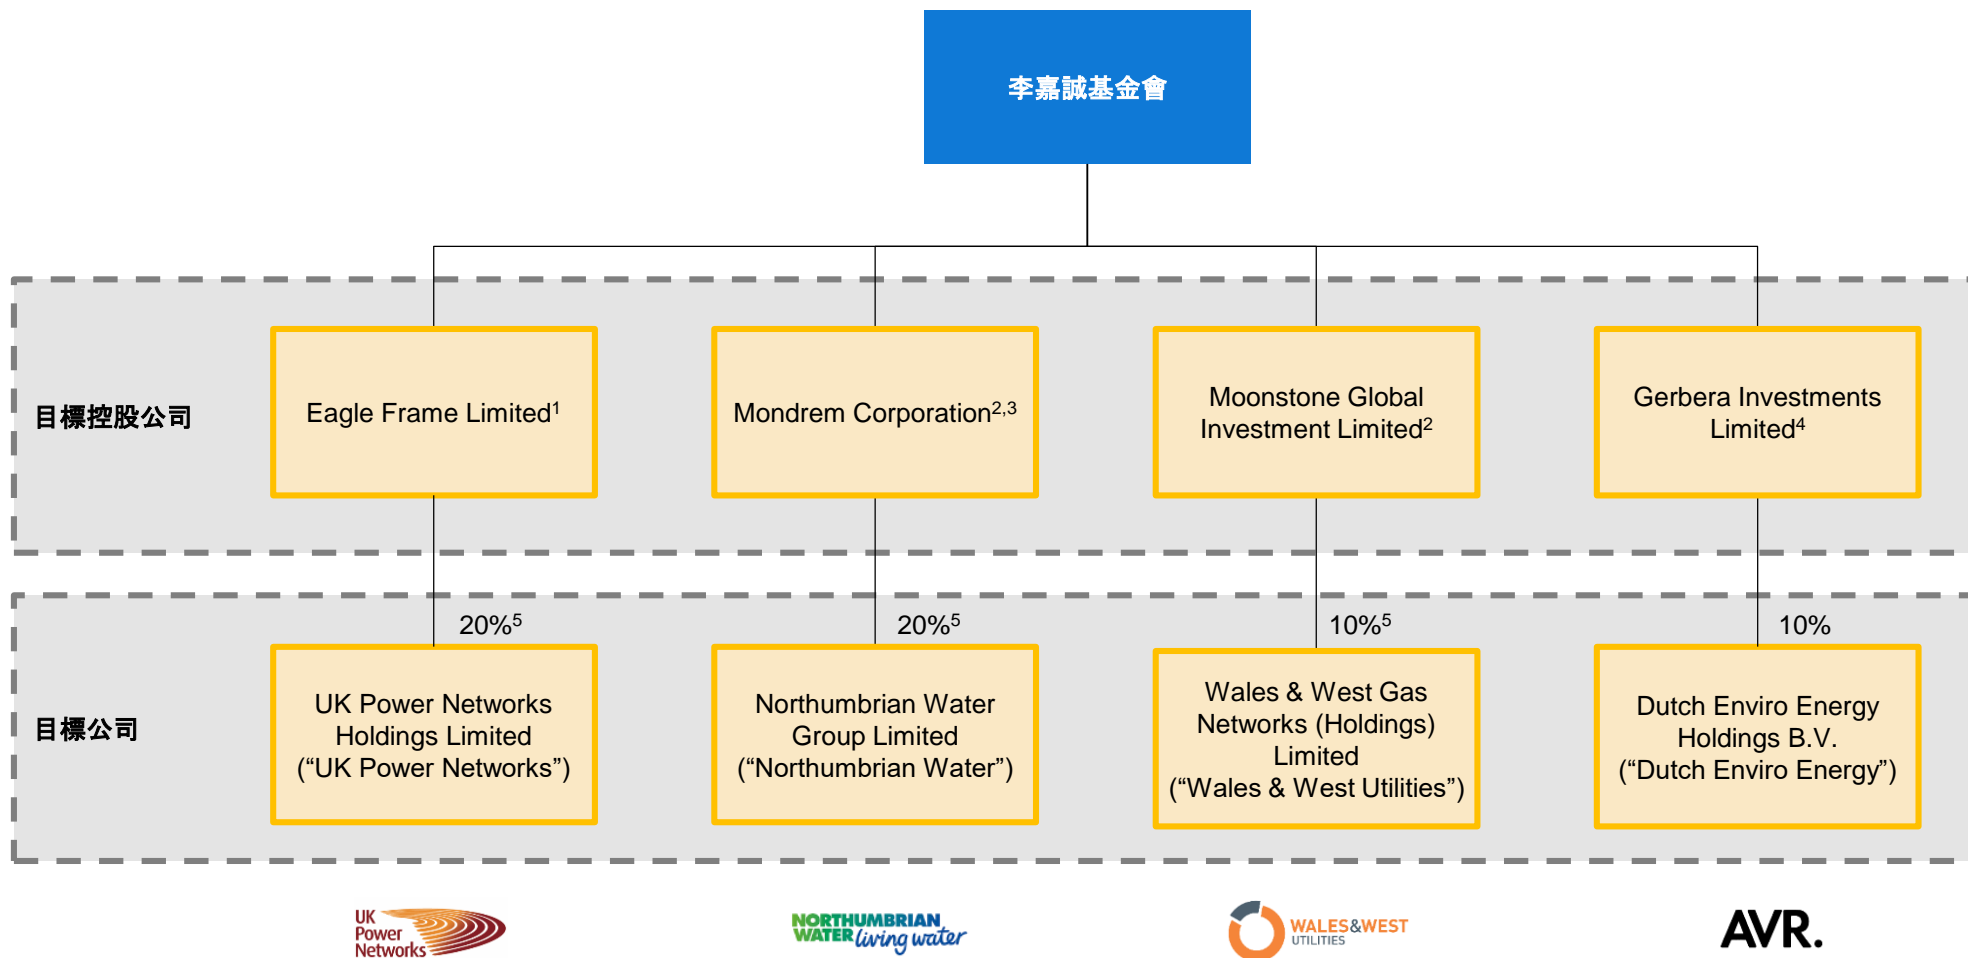 李嘉誠基金會
目標控股公司
Eagle Frame Limited¹
Mondrem Corporation²,³
Moonstone Global
Investment Limited²
Gerbera Investments
Limited⁴
20%⁵
20%⁵
10%⁵
10%
目標公司
UK Power Networks
Holdings Limited
(“UK Power Networks”)
Northumbrian Water
Group Limited
(“Northumbrian Water”)
Wales & West Gas
Networks (Holdings)
Limited
(“Wales & West Utilities”)
Dutch Enviro Energy
Holdings B.V.
(“Dutch Enviro Energy”)
UK
Power
Networks
NORTHUMBRIAN
WATER living water
WALES&WEST
UTILITIES
AVR.